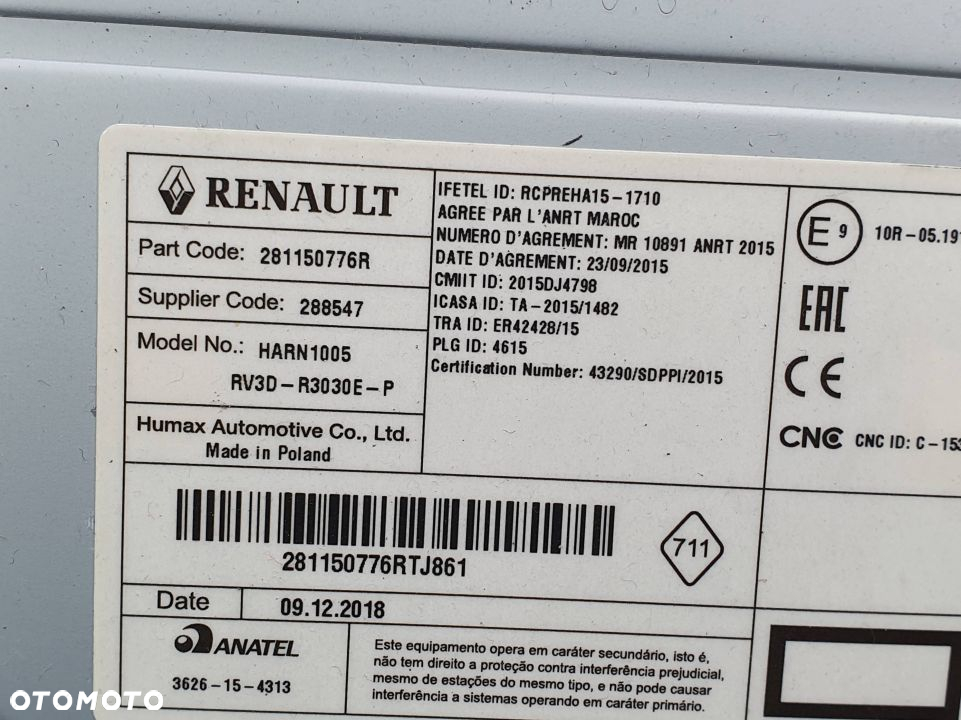 RENAULT
Part Code: 281150776R
Supplier Code: 288547
Model No.: HARN1005
RV3D-R3030E-P
Humax Automotive Co., Ltd.
Made in Poland
IFETEL ID: RCPREHA15-1710
AGREE PAR L'ANRT MAROC
NUMERO D'AGREMENT: MR 10891 ANRT 2015
DATE D'AGREMENT: 23/09/2015
CMIIT ID: 2015DJ4798
ICASA ID: TA-2015/1482
TRA ID: ER42428/15
PLG ID: 4615
Certification Number: 43290/SDPPI/2015
E 9 10R-05.191
EAC
CE
CNC CNC ID: C-153
281150776RTJ861
711
Date 09.12.2018
ANATEL
3626-15-4313
Este equipamento opera em caráter secundário, isto é,
não tem direito a proteção contra interferência prejudicial,
mesmo de estações do mesmo tipo, e não pode causar
interferência a sistemas operando em caráter primário.
OTOMOTO